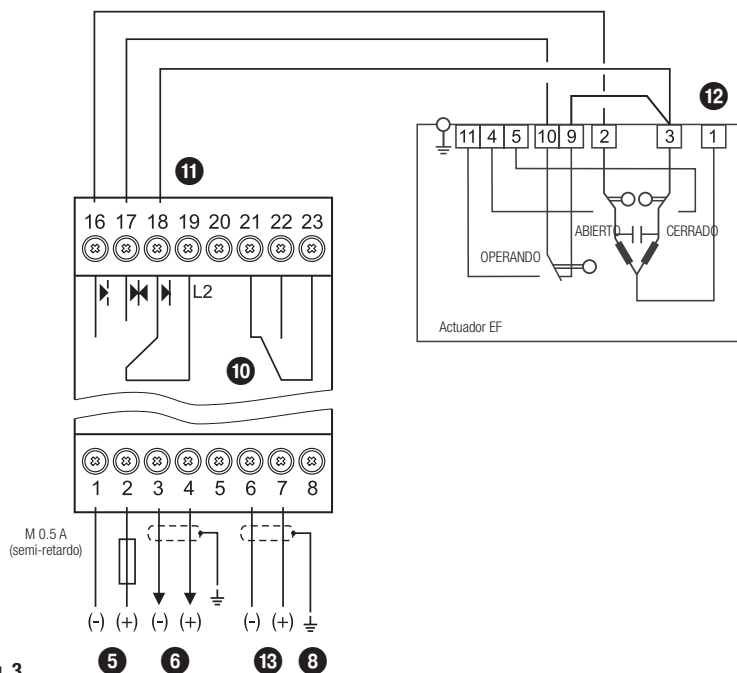 12
11 4 5 10 9 2 3 1
11
16 17 18 19 20 21 22 23
ABIERTO
CERRADO
OPERANDO
L2
Actuador EF
10
1 2 3 4 5 6 7 8
M 0.5 A
(semi-retardo)
(-) (+) (-) (+) (-) (+)
5 6 13 8
. 3